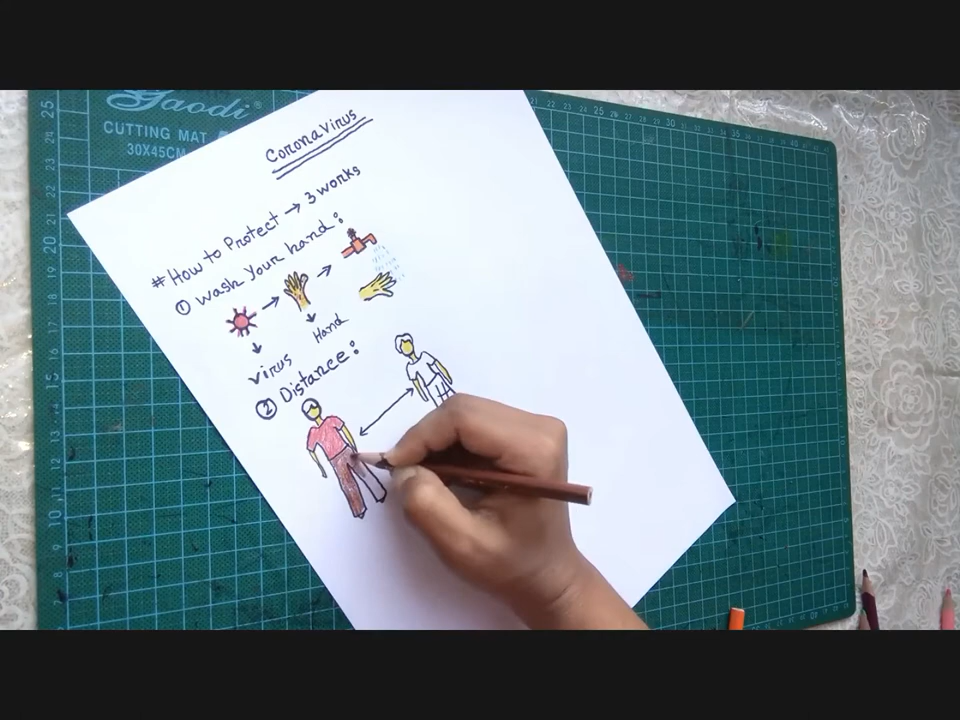 Gaodi®
CUTTING MAT
30X45CM
CoronaVirus
# How to Protect → 3 works
① Wash Your hand:
Hand
virus
② Distance: